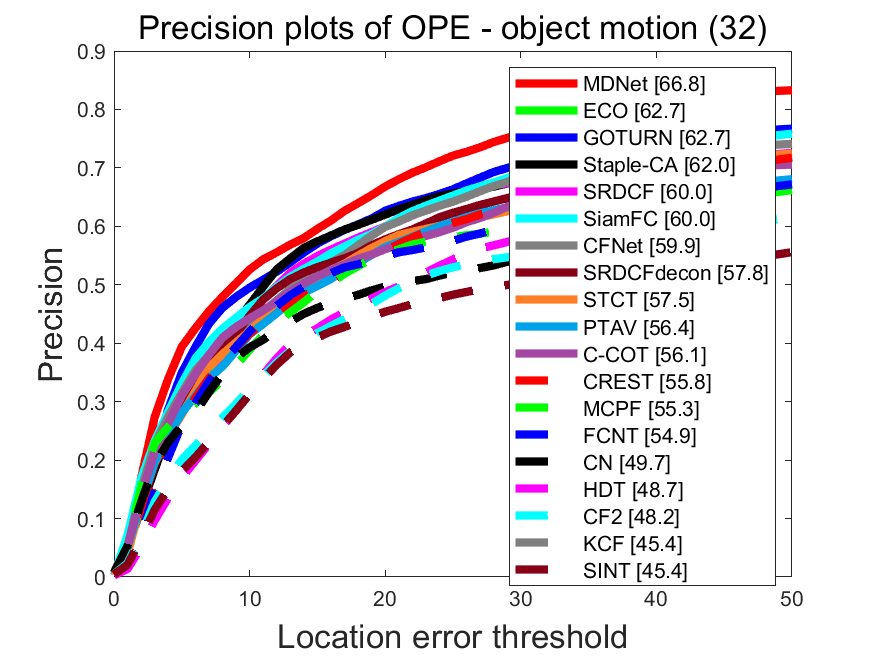 Precision plots of OPE - object motion (32)
0.9
0.8
0.7
0.6
0.5
0.4
0.3
0.2
0.1
0
Precision
MDNet [66.8]
ECO [62.7]
GOTURN [62.7]
Staple-CA [62.0]
SRDCF [60.0]
SiamFC [60.0]
CFNet [59.9]
SRDCFdecon [57.8]
STCT [57.5]
PTAV [56.4]
C-COT [56.1]
CREST [55.8]
MCPF [55.3]
FCNT [54.9]
CN [49.7]
HDT [48.7]
CF2 [48.2]
KCF [45.4]
SINT [45.4]
0 10 20 30 40 50
Location error threshold